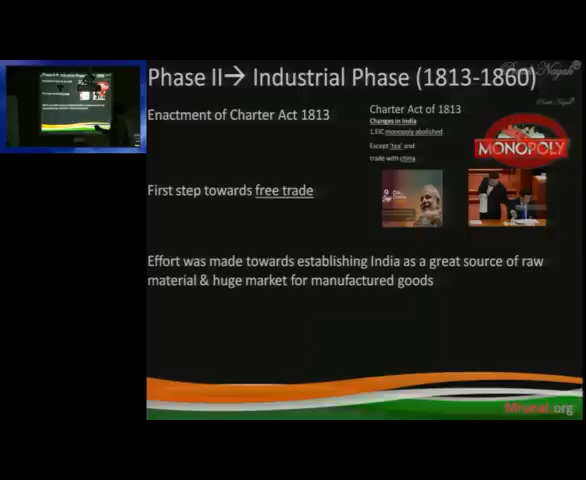 Phase II→ Industrial Phase (1813-1860)
Enactment of Charter Act 1813
Charter Act of 1813
Changes in India
1.EIC monopoly abolished
Except 'tea' and
trade with china
MONOPOLY
First step towards free trade
Effort was made towards establishing India as a great source of raw
material & huge market for manufactured goods
Mrunal.org